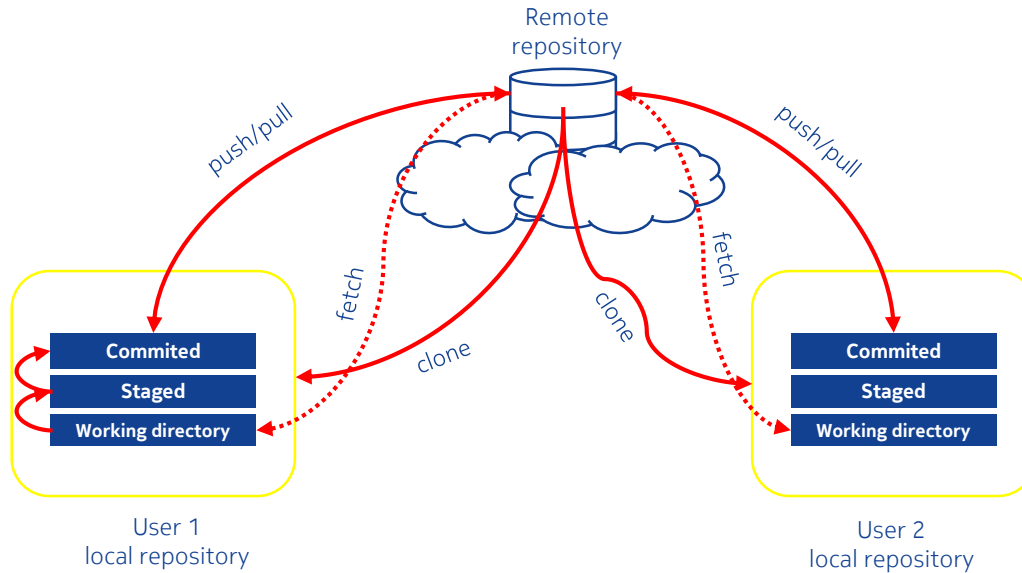 Remote
repository
push/pull
push/pull
fetch
fetch
clone
clone
Commited
Staged
Working directory
Commited
Staged
Working directory
User 1
local repository
User 2
local repository